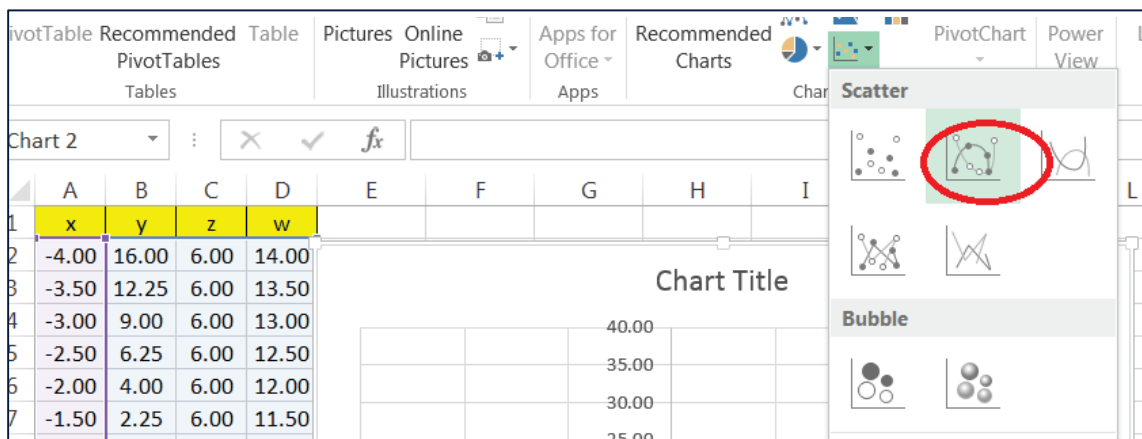 ivotTable Recommended Table Pictures Online Apps for Recommended PivotChart Power
PivotTables Pictures Office Charts View
Tables Illustrations Apps Char
Scatter
Chart 2 fx
A B C D E F G H I L
1 x y z w
2 -4.00 16.00 6.00 14.00
3 -3.50 12.25 6.00 13.50
4 -3.00 9.00 6.00 13.00
5 -2.50 6.25 6.00 12.50
6 -2.00 4.00 6.00 12.00
7 -1.50 2.25 6.00 11.50
Chart Title
40.00
35.00
30.00
25.00
Bubble